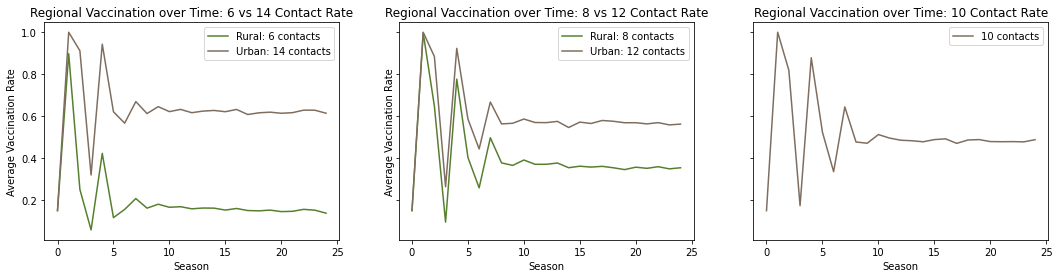 Regional Vaccination over Time: 6 vs 14 Contact Rate
Rural: 6 contacts
Urban: 14 contacts
Average Vaccination Rate
1.0
0.8
0.6
0.4
0.2
0 5 10 15 20 25
Season
Regional Vaccination over Time: 8 vs 12 Contact Rate
Rural: 8 contacts
Urban: 12 contacts
Average Vaccination Rate
0 5 10 15 20 25
Season
Regional Vaccination over Time: 10 Contact Rate
10 contacts
0 5 10 15 20 25
Season